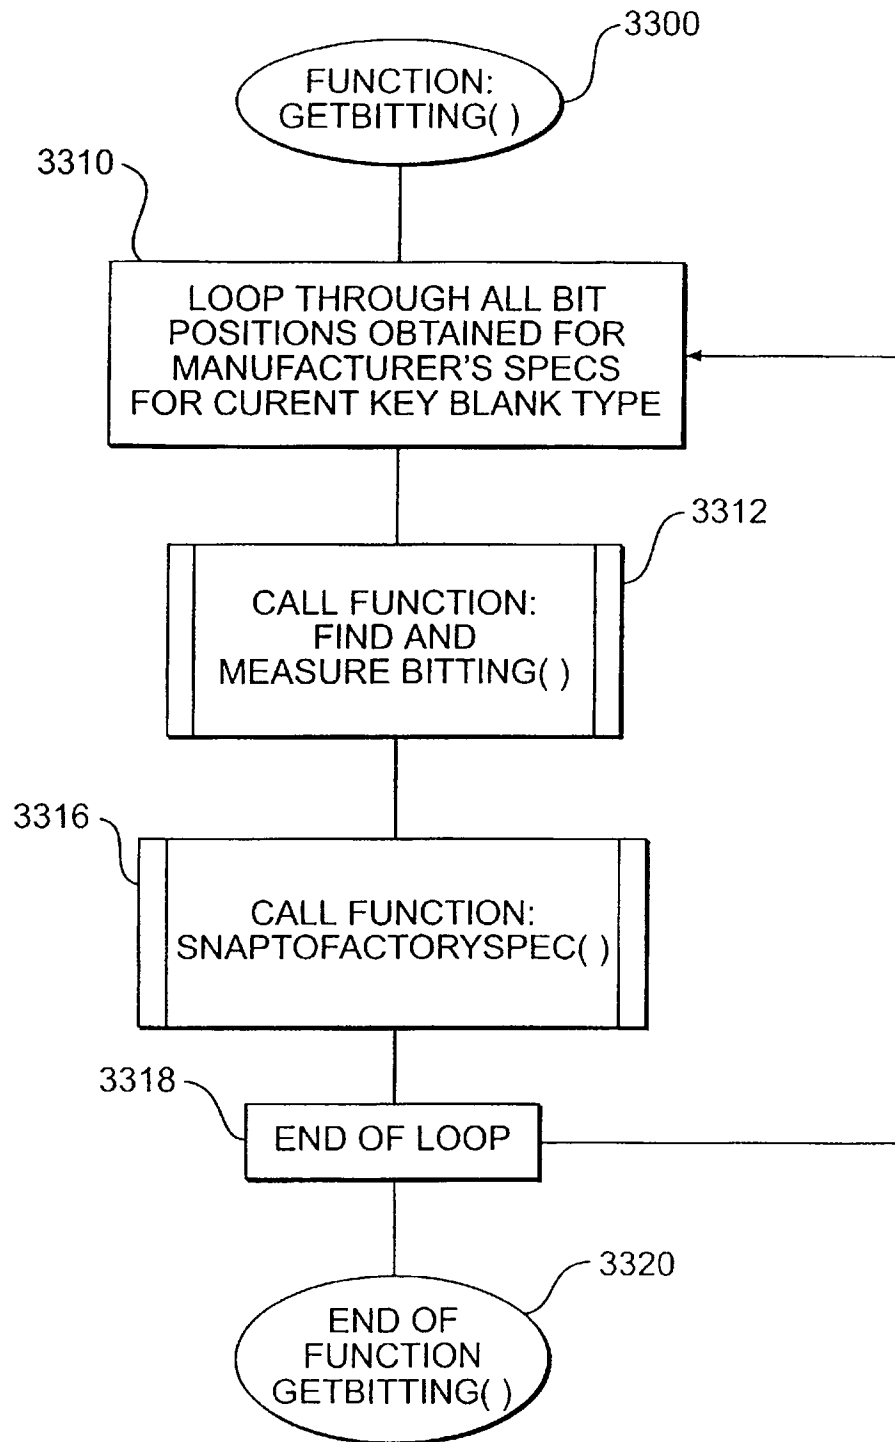 3300
FUNCTION:
GETBITTING( )
3310
LOOP THROUGH ALL BIT
POSITIONS OBTAINED FOR
MANUFACTURER'S SPECS
FOR CURENT KEY BLANK TYPE
3312
CALL FUNCTION:
FIND AND
MEASURE BITTING( )
3316
CALL FUNCTION:
SNAPTOFACTORYSPEC( )
3318
END OF LOOP
3320
END OF
FUNCTION
GETBITTING( )